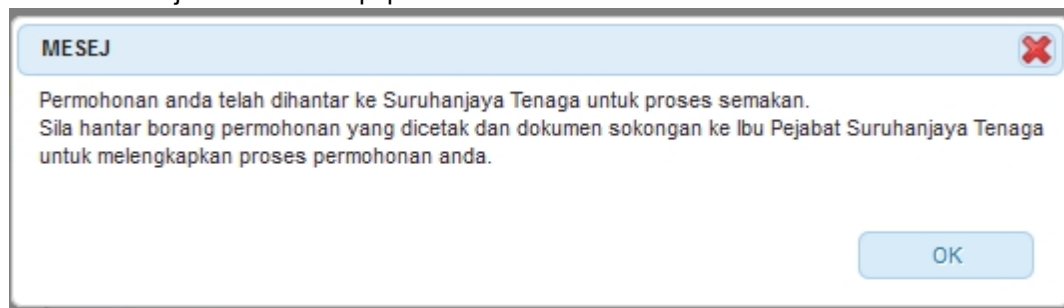 MESEJ
Permohonan anda telah dihantar ke Suruhanjaya Tenaga untuk proses semakan.
Sila hantar borang permohonan yang dicetak dan dokumen sokongan ke Ibu Pejabat Suruhanjaya Tenaga
untuk melengkapkan proses permohonan anda.
OK